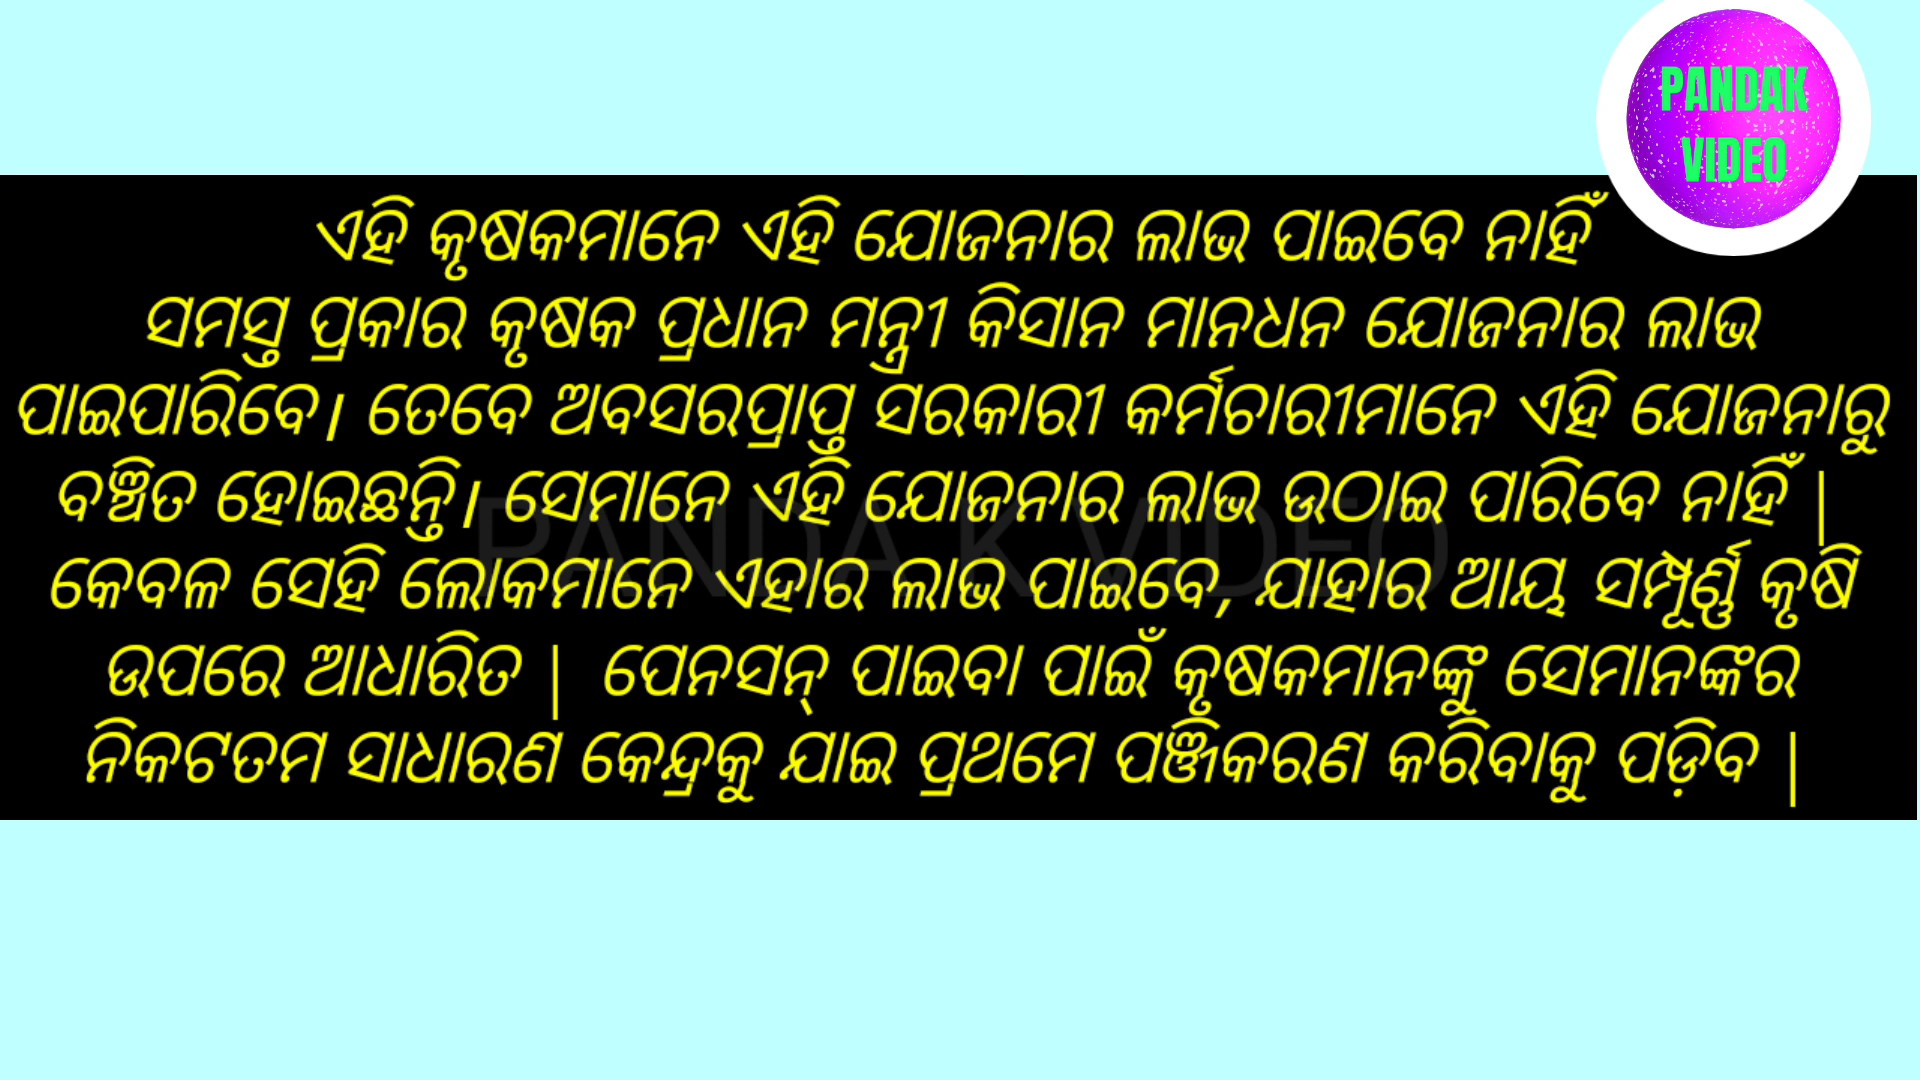 PANDAK
VIDEO
ଏହି କୃଷକମାନେ ଏହି ଯୋଜନାର ଲାଭ ପାଇବେ ନାହିଁ
ସମସ୍ତ ପ୍ରକାର କୃଷକ ପ୍ରଧାନ ମନ୍ତ୍ରୀ କିସାନ ମାନଧନ ଯୋଜନାର ଲାଭ
ପାଇପାରିବେ। ତେବେ ଅବସରପ୍ରାପ୍ତ ସରକାରୀ କର୍ମଚାରୀମାନେ ଏହି ଯୋଜନାରୁ
ବଞ୍ଚିତ ହୋଇଛନ୍ତି। ସେମାନେ ଏହି ଯୋଜନାର ଲାଭ ଉଠାଇ ପାରିବେ ନାହିଁ |
PANDA K VIDEO
କେବଳ ସେହି ଲୋକମାନେ ଏହାର ଲାଭ ପାଇବେ, ଯାହାର ଆୟ ସମ୍ପୂର୍ଣ୍ଣ କୃଷି
ଉପରେ ଆଧାରିତ | ପେନସନ୍ ପାଇବା ପାଇଁ କୃଷକମାନଙ୍କୁ ସେମାନଙ୍କର
ନିକଟତମ ସାଧାରଣ କେନ୍ଦ୍ରକୁ ଯାଇ ପ୍ରଥମେ ପଞ୍ଜୀକରଣ କରିବାକୁ ପଡ଼ିବ |